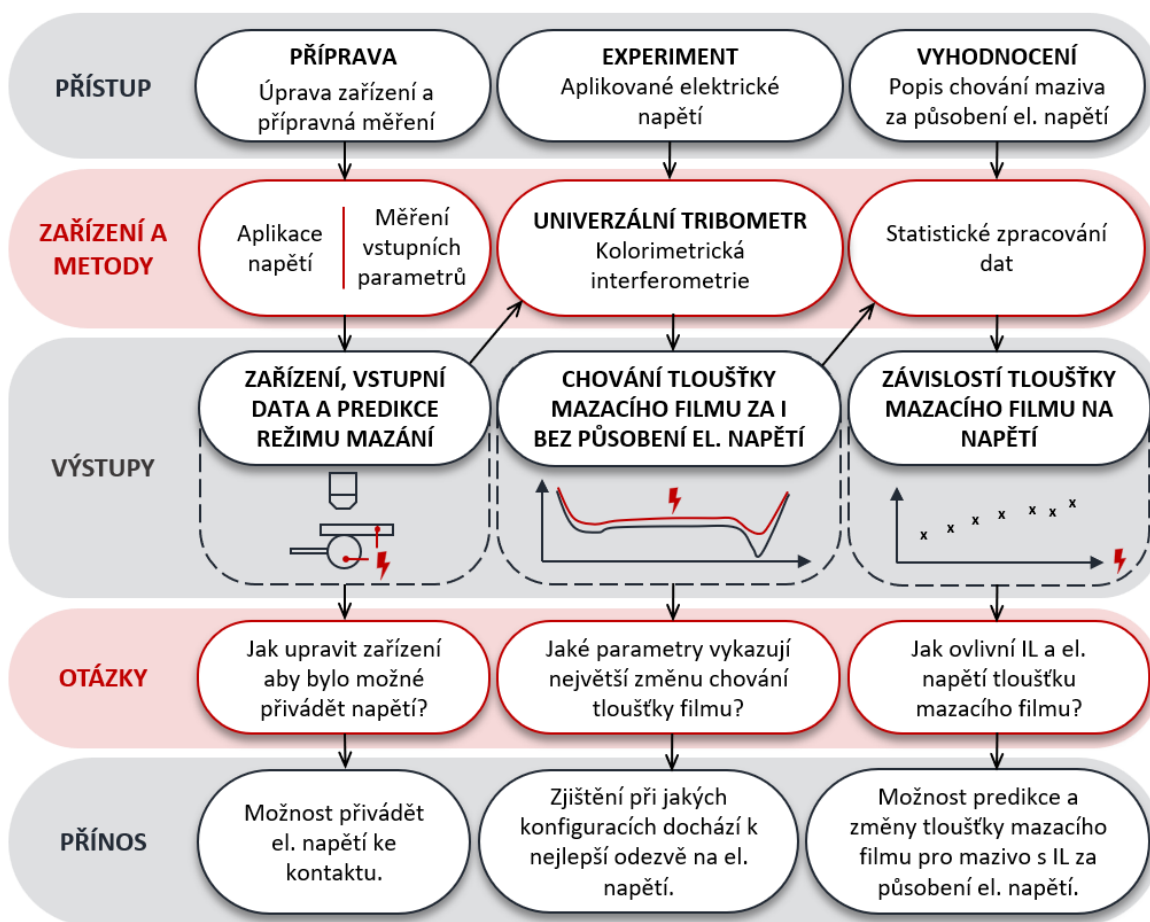 PŘÍSTUP
PŘÍPRAVA
Úprava zařízení a
přípravná měření
EXPERIMENT
Aplikované elektrické
napětí
VYHODNOCENÍ
Popis chování maziva
za působení el. napětí
ZAŘÍZENÍ A
METODY
Aplikace
napětí
Měření
vstupních
parametrů
UNIVERZÁLNÍ TRIBOMETR
Kolorimetrická
interferometrie
Statistické zpracování
dat
VÝSTUPY
ZAŘÍZENÍ, VSTUPNÍ
DATA A PREDIKCE
REŽIMU MAZÁNÍ
CHOVÁNÍ TLOUŠŤKY
MAZACÍHO FILMU ZA I
BEZ PŮSOBENÍ EL. NAPĚTÍ
ZÁVISLOSTÍ TLOUŠŤKY
MAZACÍHO FILMU NA
NAPĚTÍ
x x x x x x x
OTÁZKY
Jak upravit zařízení
aby bylo možné
přivádět napětí?
Jaké parametry vykazují
největší změnu chování
tloušťky filmu?
Jak ovlivní IL a el.
napětí tloušťku
mazacího filmu?
PŘÍNOS
Možnost přivádět
el. napětí ke
kontaktu.
Zjištění při jakých
konfiguracích dochází k
nejlepší odezvě na el.
napětí.
Možnost predikce a
změny tloušťky mazacího
filmu pro mazivo s IL za
působení el. napětí.